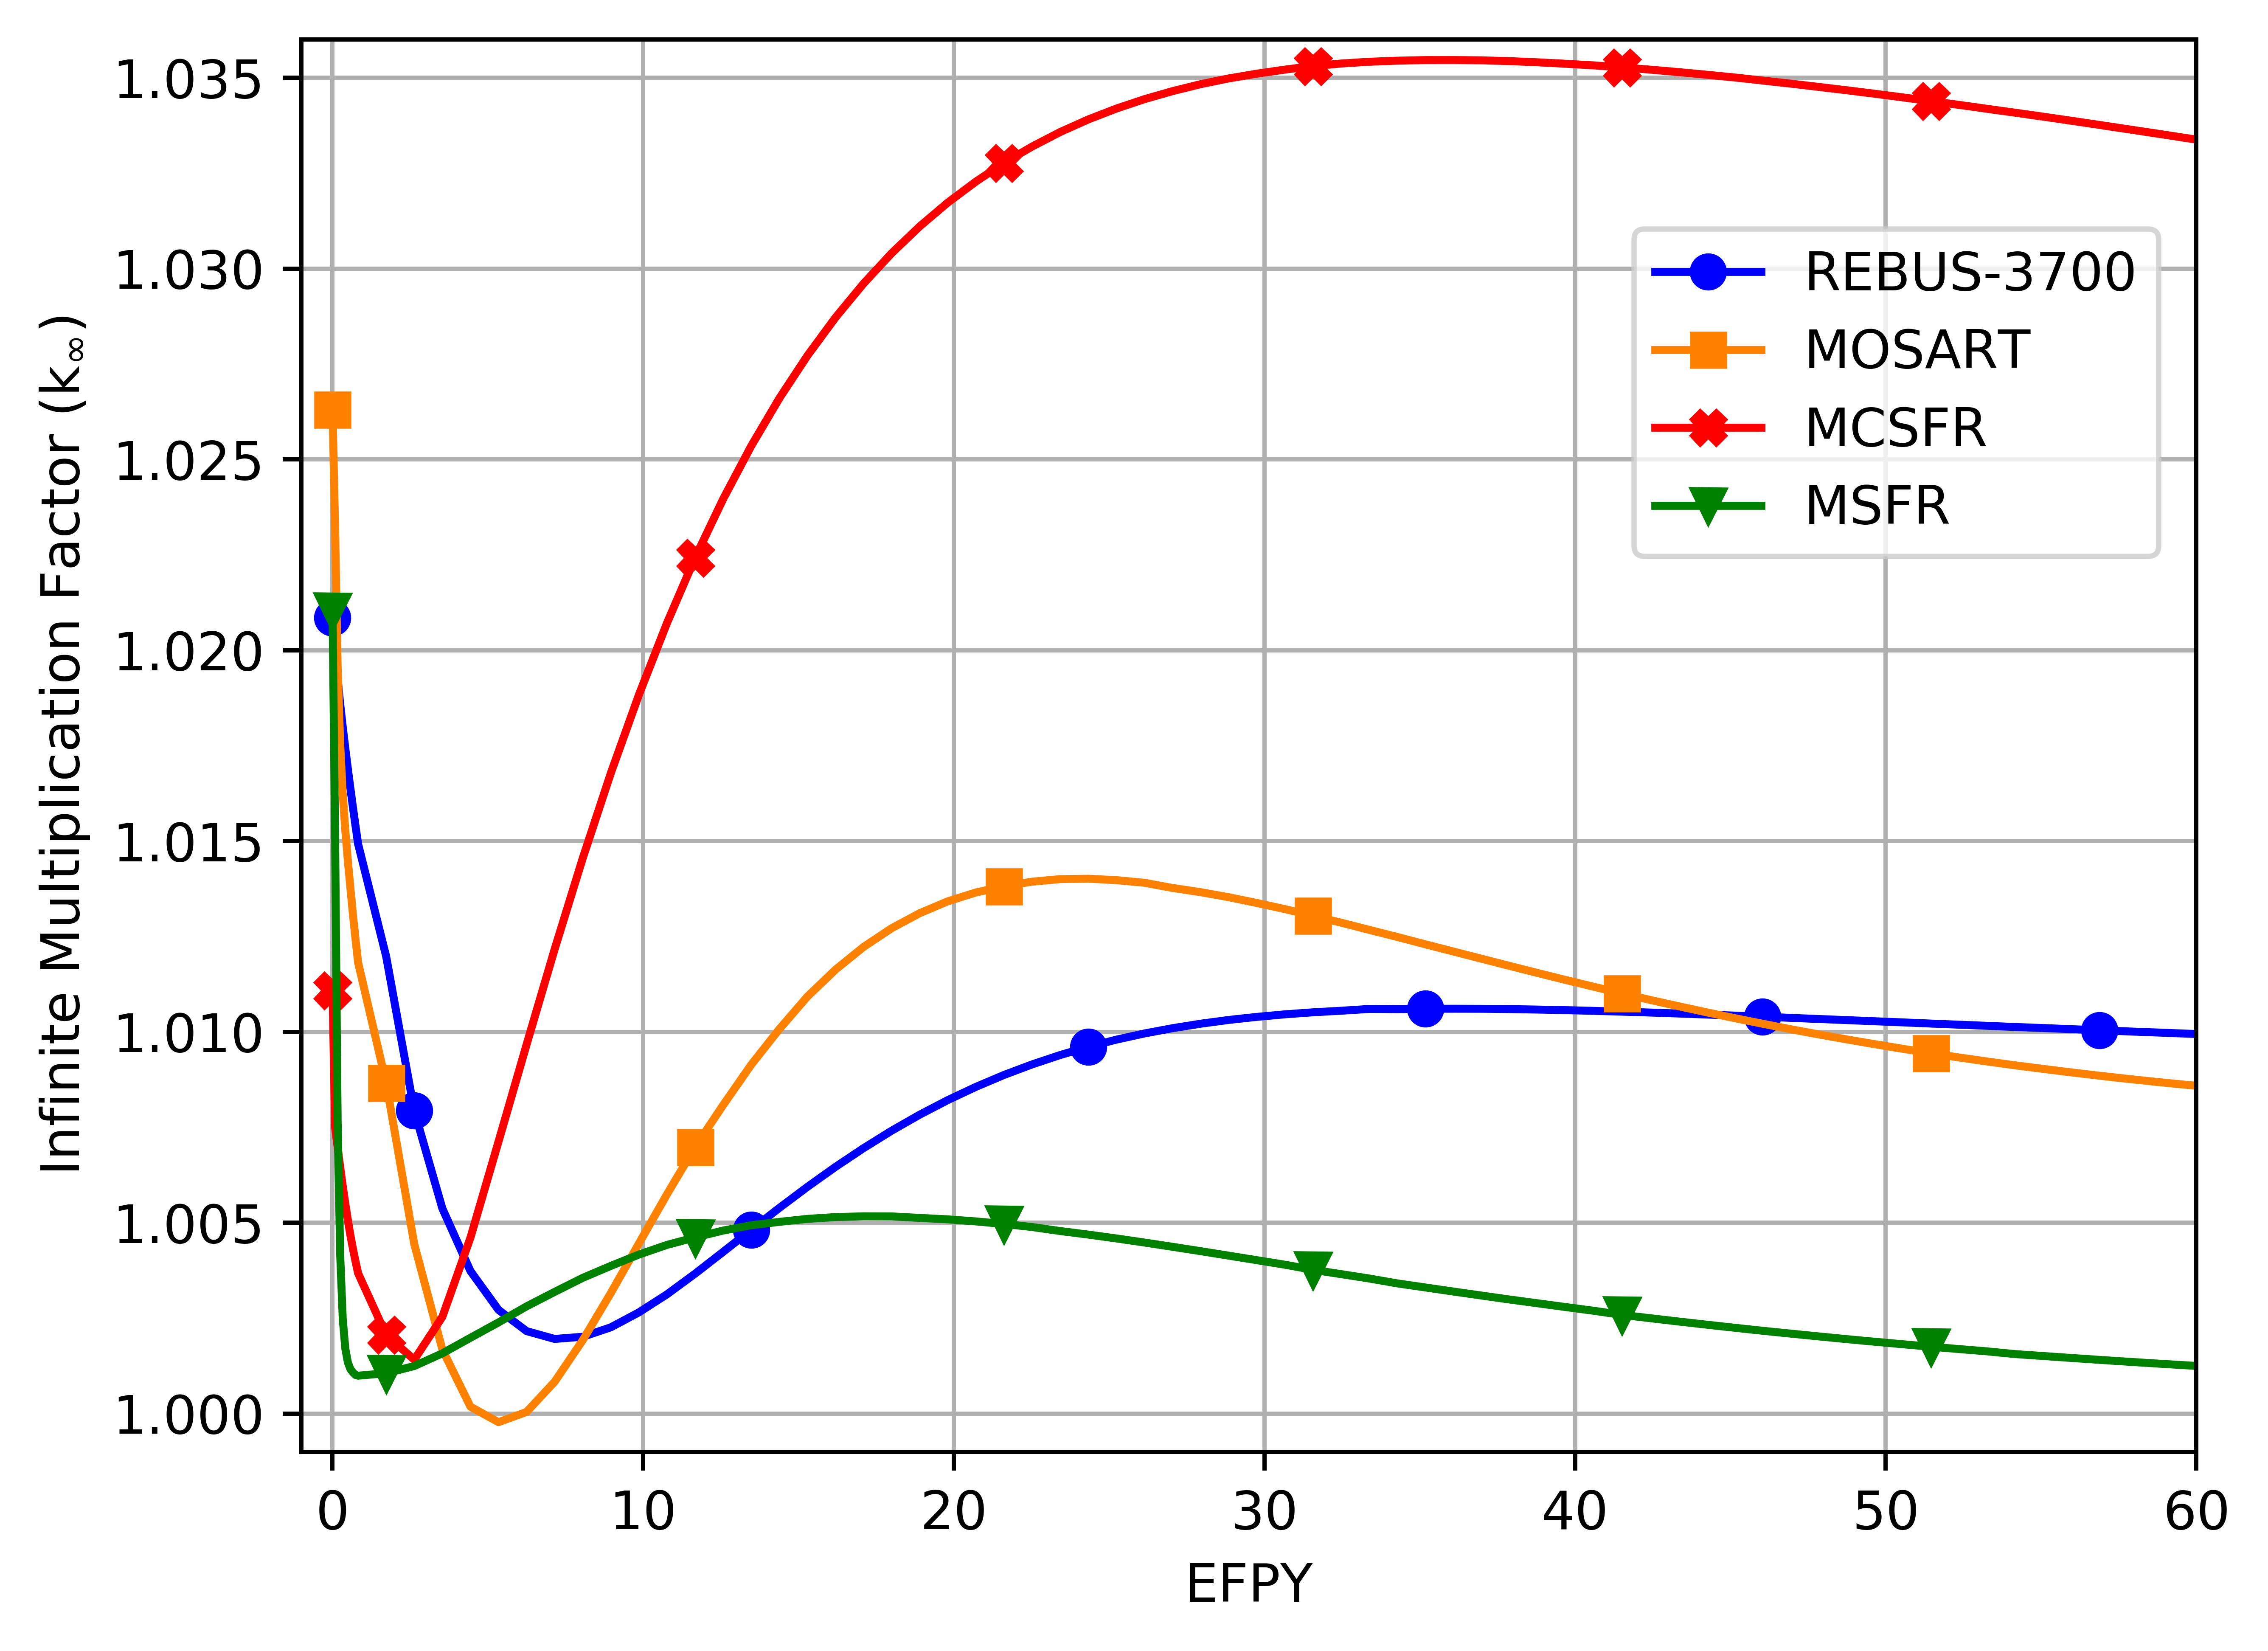 Infinite Multiplication Factor (k∞)
1.035
1.030
1.025
1.020
1.015
1.010
1.005
1.000
REBUS-3700
MOSART
MCSFR
MSFR
0 10 20 30 40 50 60
EFPY